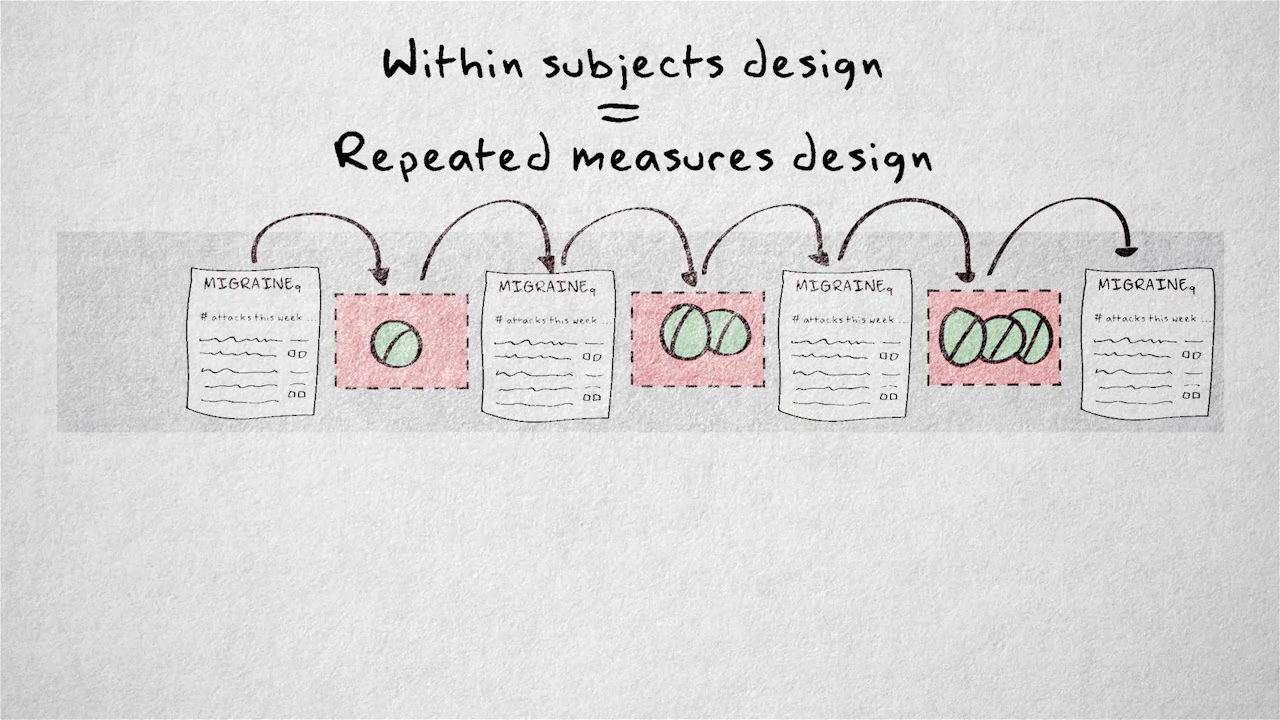 Within subjects design
=
Repeated measures design
MIGRAINEq
# attacks this week ...
MIGRAINEq
# attacks this week ...
MIGRAINEq
# attacks this week ...
MIGRAINEq
# attacks this week ...